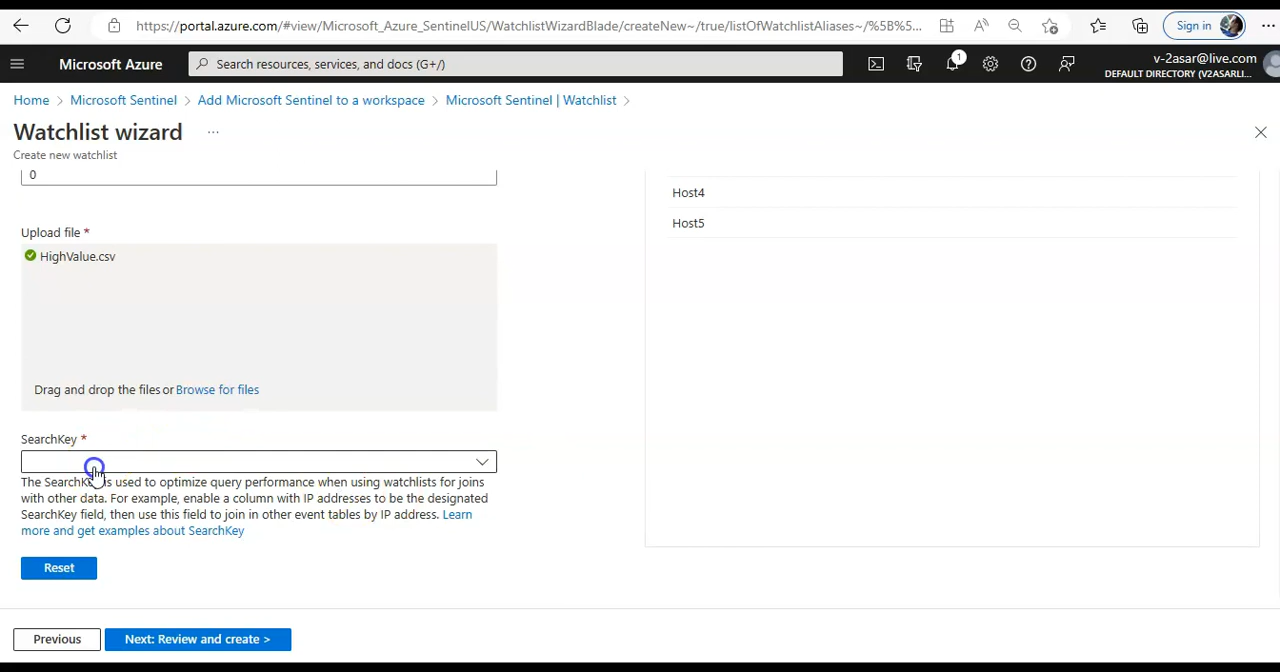 https://portal.azure.com/#view/Microsoft_Azure_SentinelUS/WatchlistWizardBlade/createNew~/true/listOfWatchlistAliases~/%5B%5...
Sign in
Microsoft Azure
Search resources, services, and docs (G+/)
1
v-2asar@live.com
DEFAULT DIRECTORY (V2ASARLI...
Home > Microsoft Sentinel > Add Microsoft Sentinel to a workspace > Microsoft Sentinel | Watchlist >
Watchlist wizard ...
Create new watchlist
0
Host4
Host5
Upload file *
HighValue.csv
Drag and drop the files or Browse for files
SearchKey *
The SearchKey is used to optimize query performance when using watchlists for joins
with other data. For example, enable a column with IP addresses to be the designated
SearchKey field, then use this field to join in other event tables by IP address. Learn
more and get examples about SearchKey
Reset
Previous
Next: Review and create >